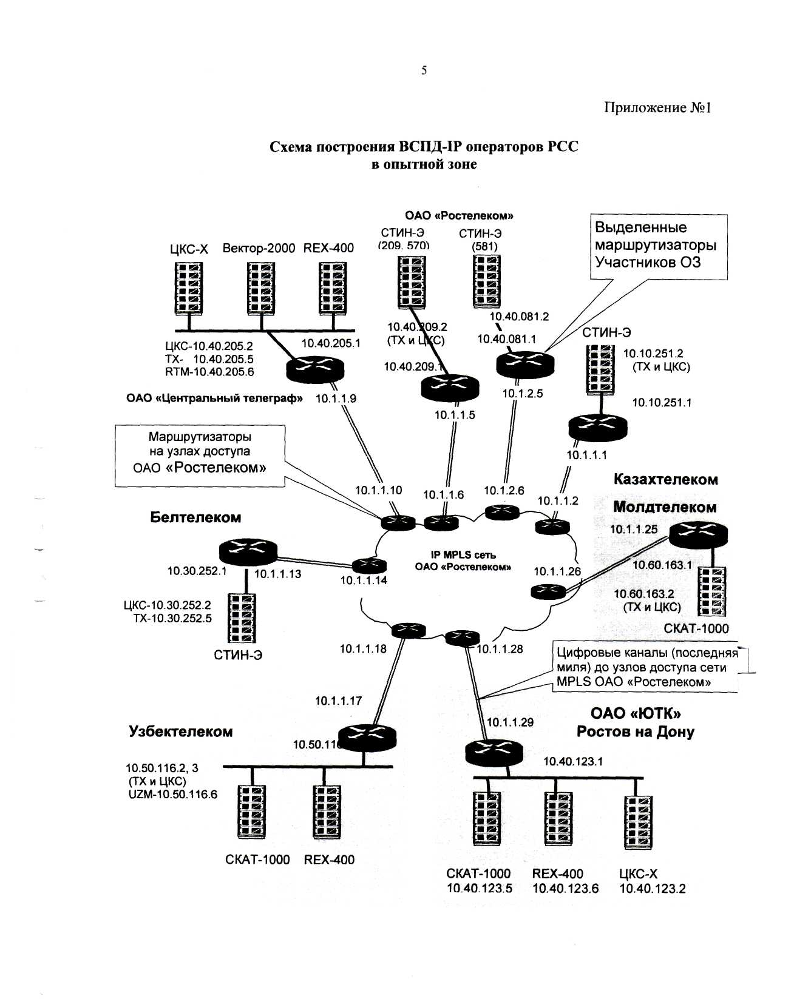 5
Приложение №1
Схема построения ВСПД-IP операторов РСС
в опытной зоне
ОАО «Ростелеком»
СТИН-Э
(209, 570)
СТИН-Э
(581)
Выделенные
маршрутизаторы
Участников ОЗ
ЦКС-Х
Вектор-2000
REX-400
10.40.081.2
10.40.209.2
(ТХ и ЦКС)
10.40.081.1
СТИН-Э
10.40.205.1
ЦКС-10.40.205.2
ТХ- 10.40.205.5
RTM-10.40.205.6
10.10.251.2
(ТХ и ЦКС)
10.40.209.1
ОАО «Центральный телеграф»
10.1.1.9
10.1.2.5
10.10.251.1
10.1.1.5
Маршрутизаторы
на узлах доступа
ОАО «Ростелеком»
10.1.1.1
Казахтелеком
10.1.1.10
10.1.1.6
10.1.2.6
10.1.1.2
Молдтелеком
Белтелеком
10.1.1.25
IP MPLS сеть
ОАО «Ростелеком»
10.60.163.1
10.30.252.1
10.1.1.13
10.1.1.14
10.1.1.26
10.60.163.2
(ТХ и ЦКС)
ЦКС-10.30.252.2
ТХ-10.30.252.5
СКАТ-1000
СТИН-Э
10.1.1.18
10.1.1.28
Цифровые каналы (последняя
миля) до узлов доступа сети
MPLS ОАО «Ростелеком»
10.1.1.17
ОАО «ЮТК»
Ростов на Дону
10.1.1.29
Узбектелеком
10.50.116
10.40.123.1
10.50.116.2, 3
(ТХ и ЦКС)
UZM-10.50.116.6
СКАТ-1000
REX-400
СКАТ-1000
10.40.123.5
REX-400
10.40.123.6
ЦКС-Х
10.40.123.2